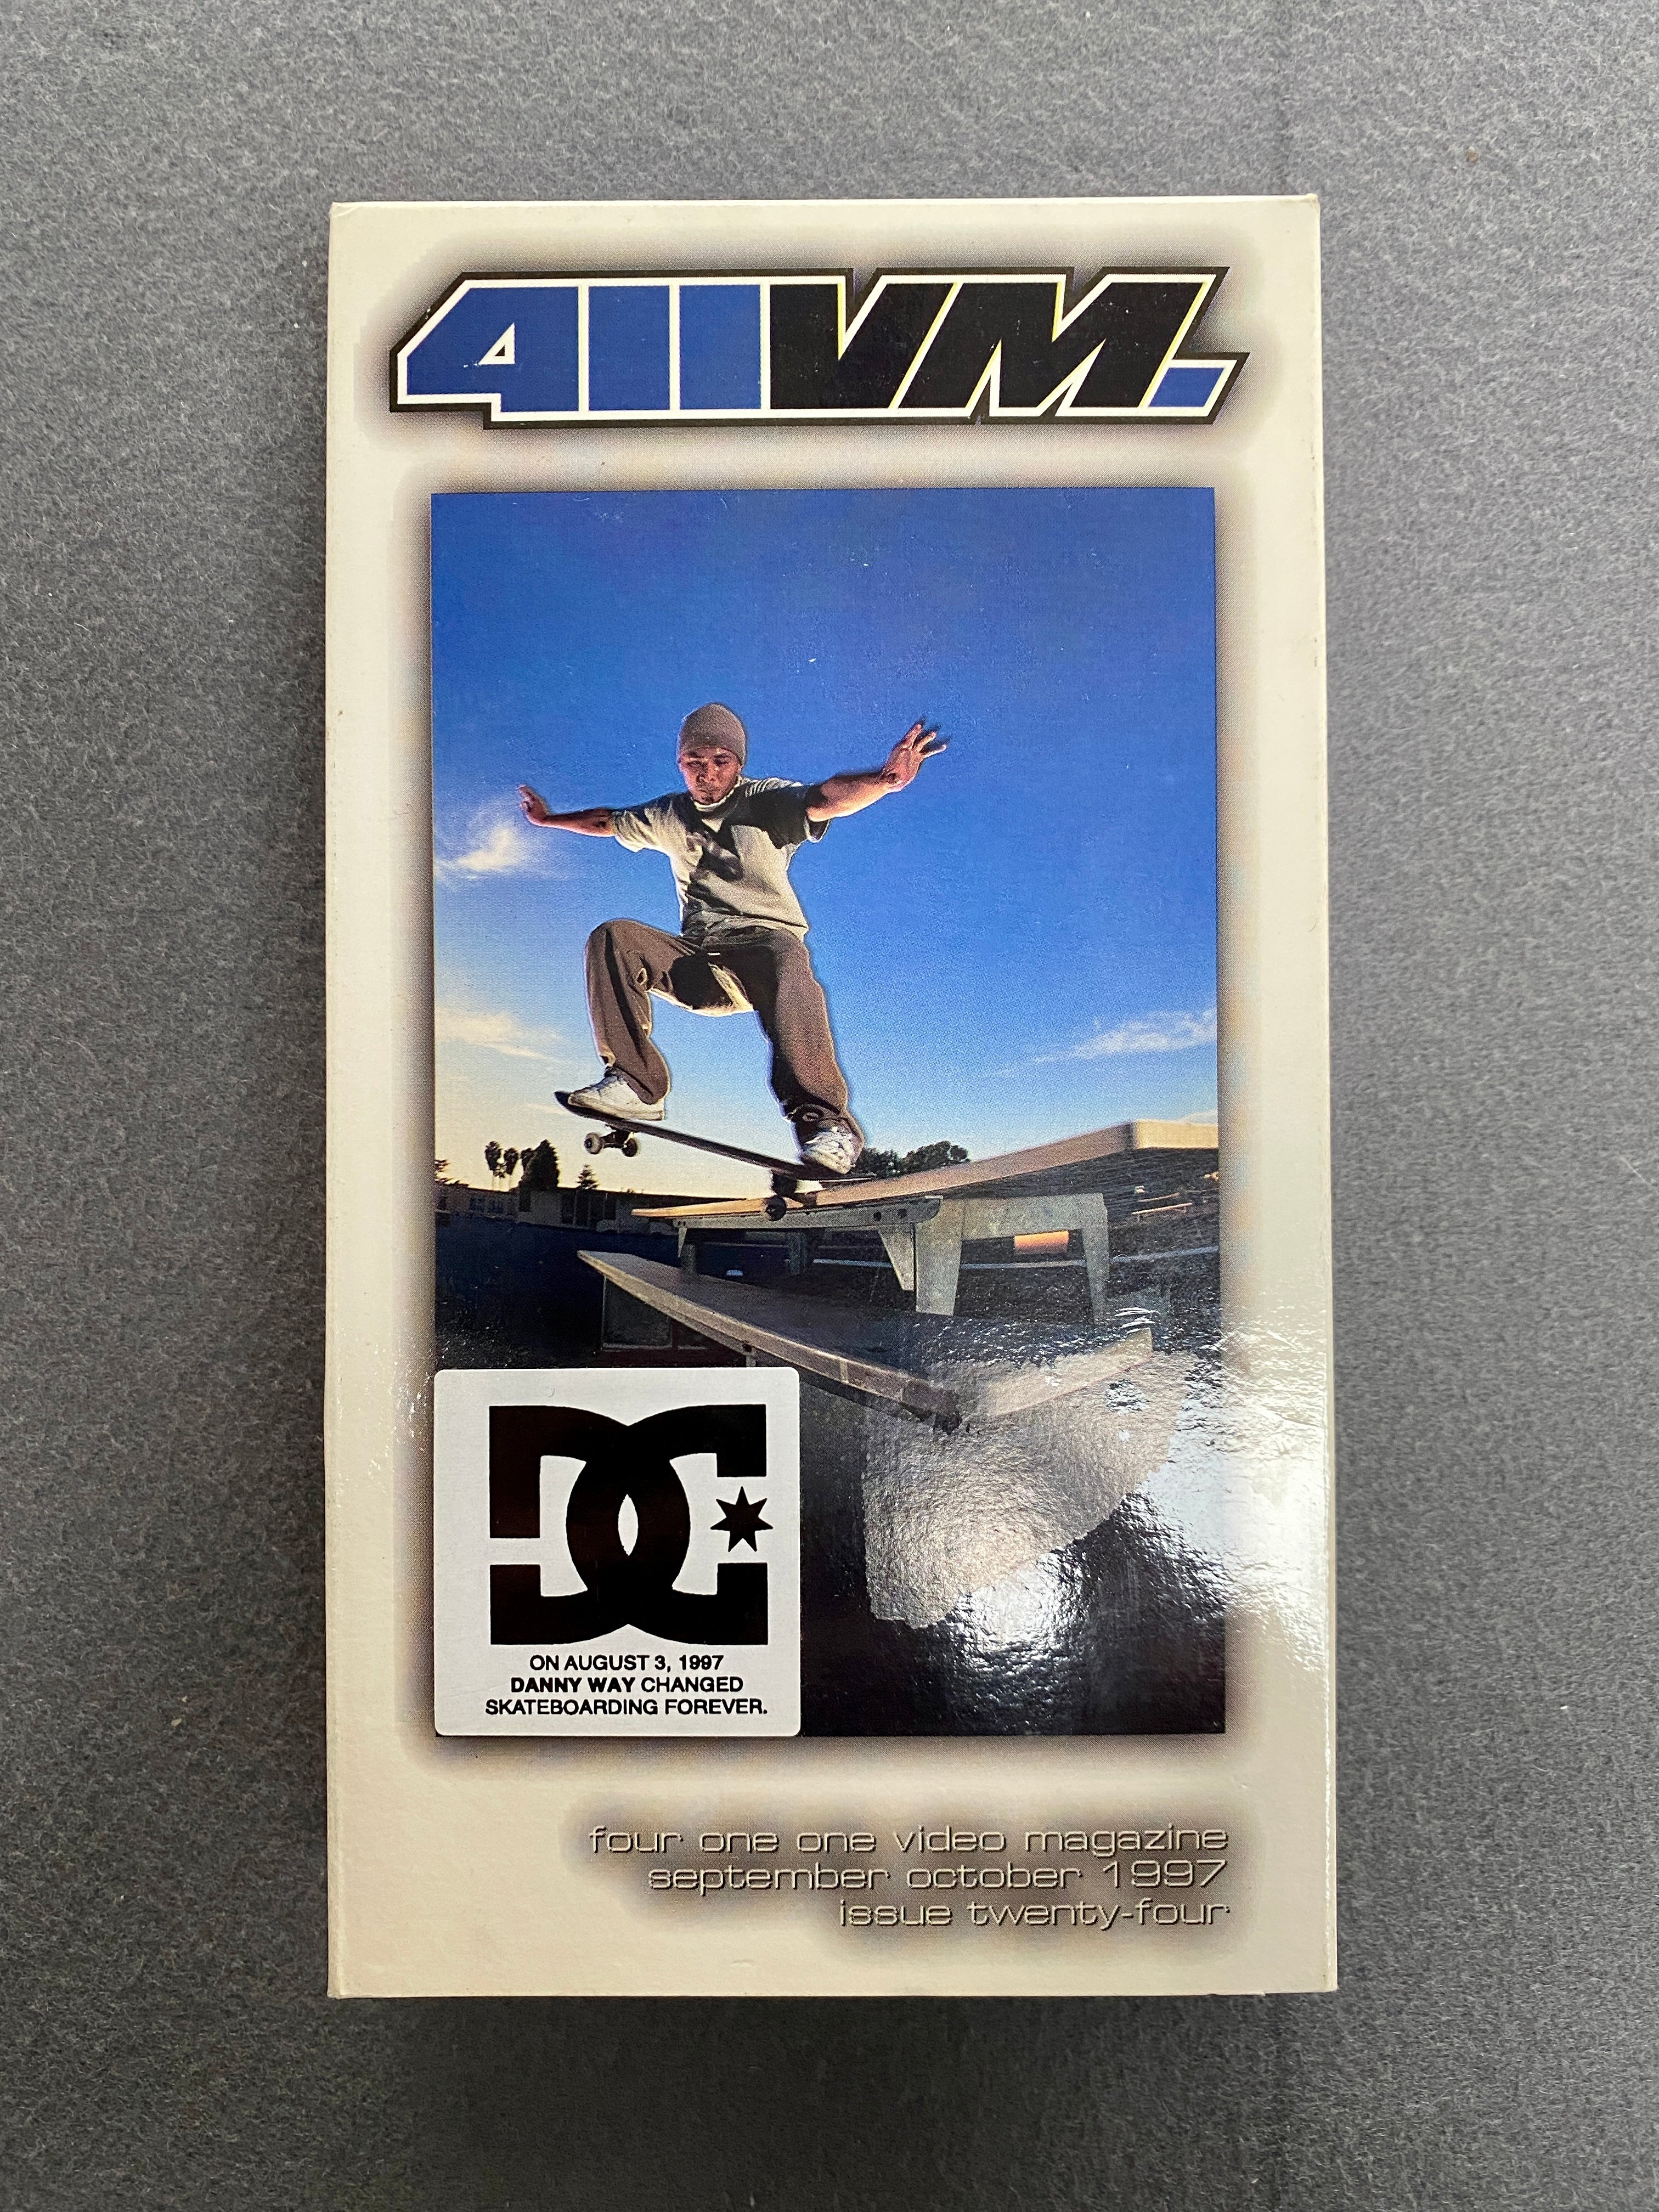 411VM.
DC
ON AUGUST 3, 1997
DANNY WAY CHANGED
SKATEBOARDING FOREVER.
four one one video magazine
september october 1997
issue twenty-four